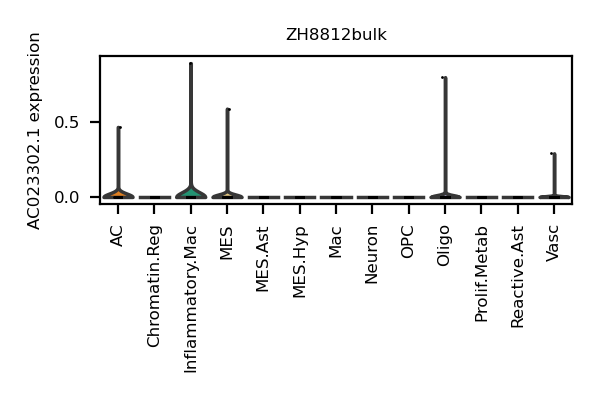 ZH8812bulk
AC023302.1 expression
0.5
0.0
AC
Chromatin.Reg
Inflammatory.Mac
MES
MES.Ast
MES.Hyp
Mac
Neuron
OPC
Oligo
Prolif.Metab
Reactive.Ast
Vasc